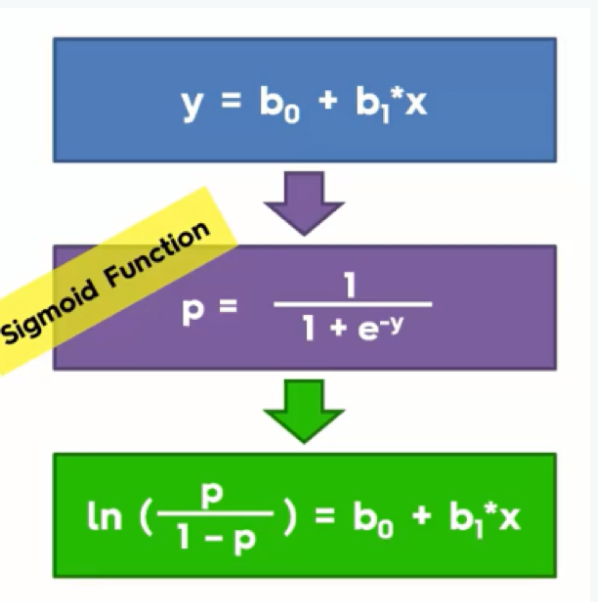 y = b₀ + b₁*x
Sigmoid Function
p = 1 / 1 + e⁻ʸ
ln ( p / 1 – p ) = b₀ + b₁*x